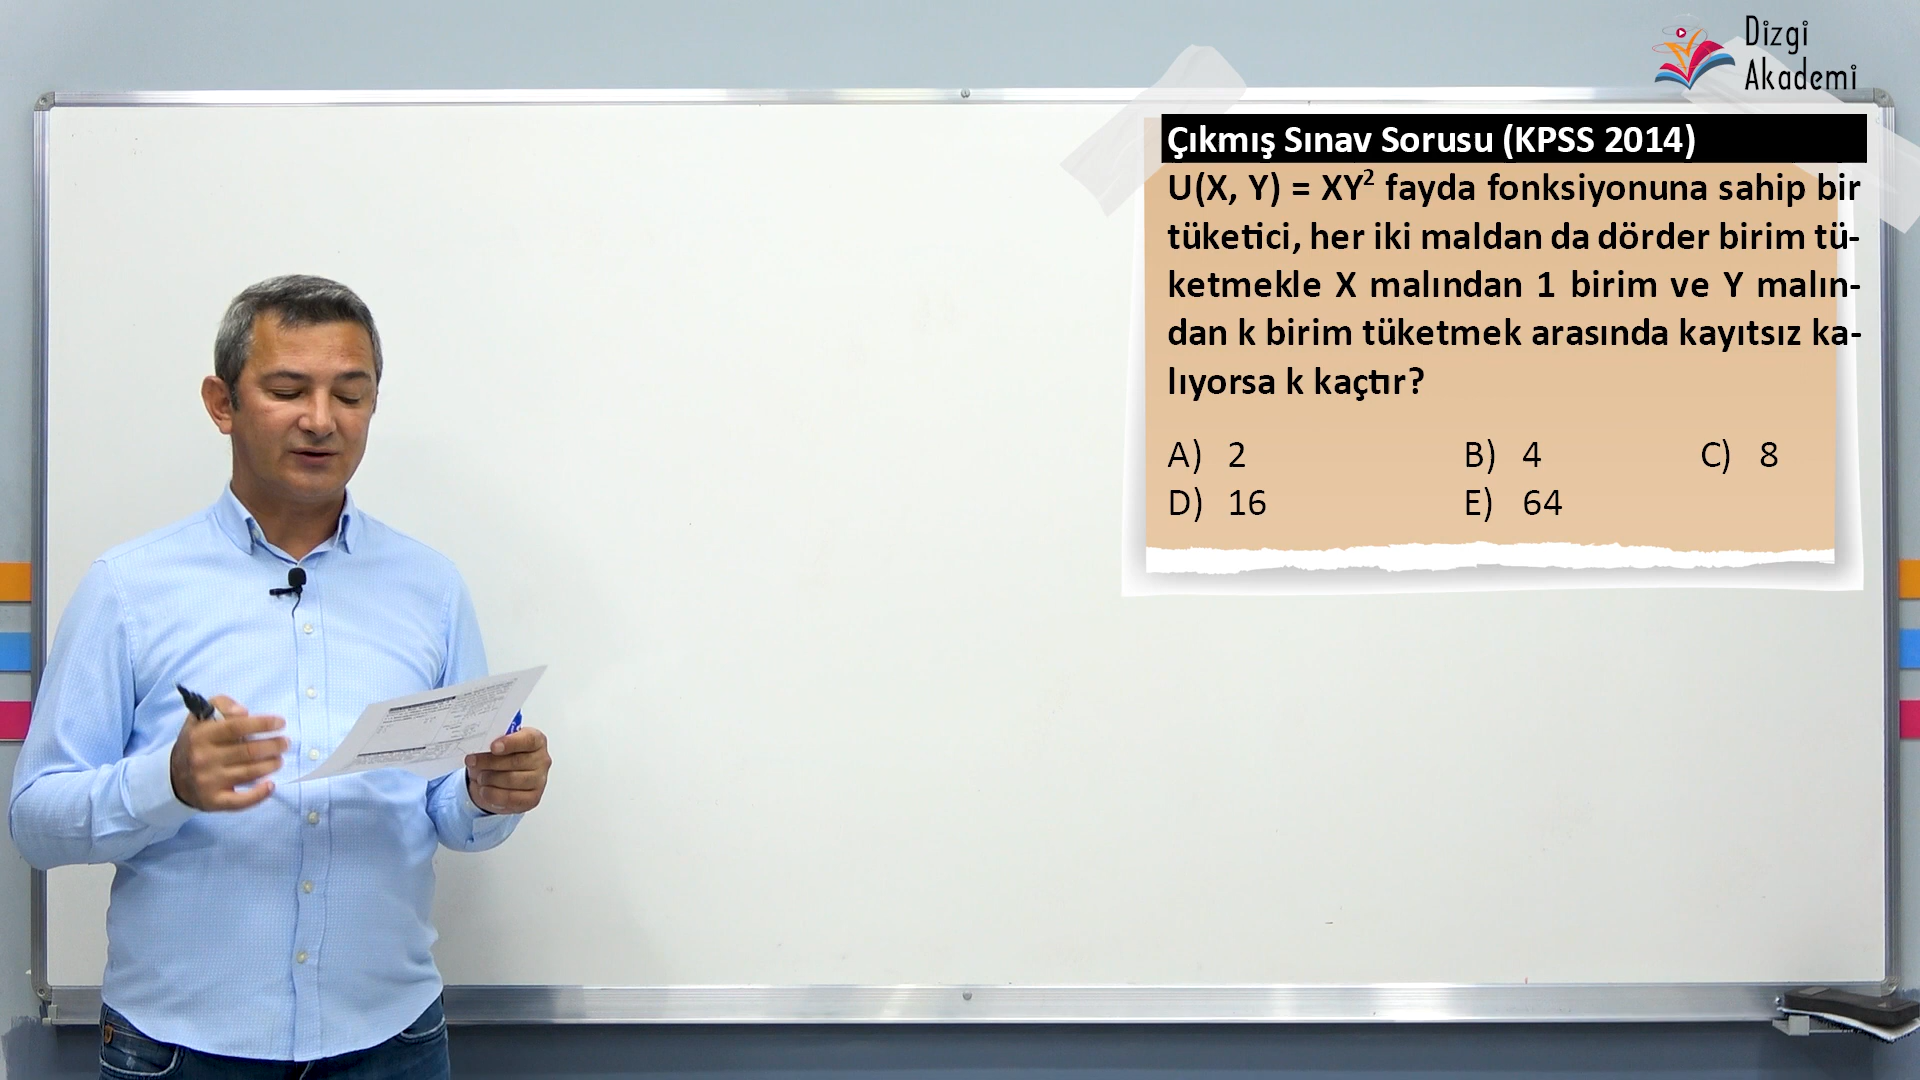 Dizgi
Akademi
Çıkmış Sınav Sorusu (KPSS 2014)
U(X, Y) = XY² fayda fonksiyonuna sahip bir
tüketici, her iki maldan da dörder birim tü-
ketmekle X malından 1 birim ve Y malın-
dan k birim tüketmek arasında kayıtsız ka-
lıyorsa k kaçtır?
A) 2 B) 4 C) 8
D) 16 E) 64